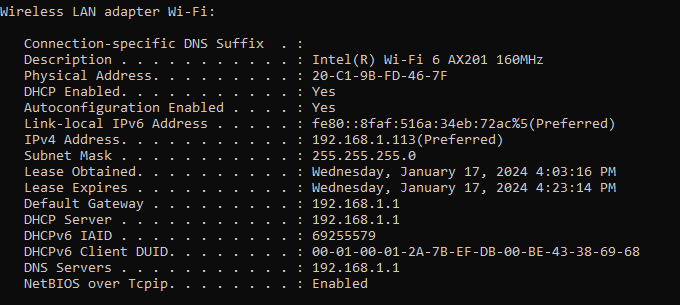 Wireless LAN adapter Wi-Fi:
Connection-specific DNS Suffix  . :
Description . . . . . . . . . . . : Intel(R) Wi-Fi 6 AX201 160MHz
Physical Address. . . . . . . . . : 20-C1-9B-FD-46-7F
DHCP Enabled. . . . . . . . . . . : Yes
Autoconfiguration Enabled . . . . : Yes
Link-local IPv6 Address . . . . . : fe80::8faf:516a:34eb:72ac%5(Preferred)
IPv4 Address. . . . . . . . . . . : 192.168.1.113(Preferred)
Subnet Mask . . . . . . . . . . . : 255.255.255.0
Lease Obtained. . . . . . . . . . : Wednesday, January 17, 2024 4:03:16 PM
Lease Expires . . . . . . . . . . : Wednesday, January 17, 2024 4:23:14 PM
Default Gateway . . . . . . . . . : 192.168.1.1
DHCP Server . . . . . . . . . . . : 192.168.1.1
DHCPv6 IAID . . . . . . . . . . . : 69255579
DHCPv6 Client DUID. . . . . . . . : 00-01-00-01-2A-7B-EF-DB-00-BE-43-38-69-68
DNS Servers . . . . . . . . . . . : 192.168.1.1
NetBIOS over Tcpip. . . . . . . . : Enabled